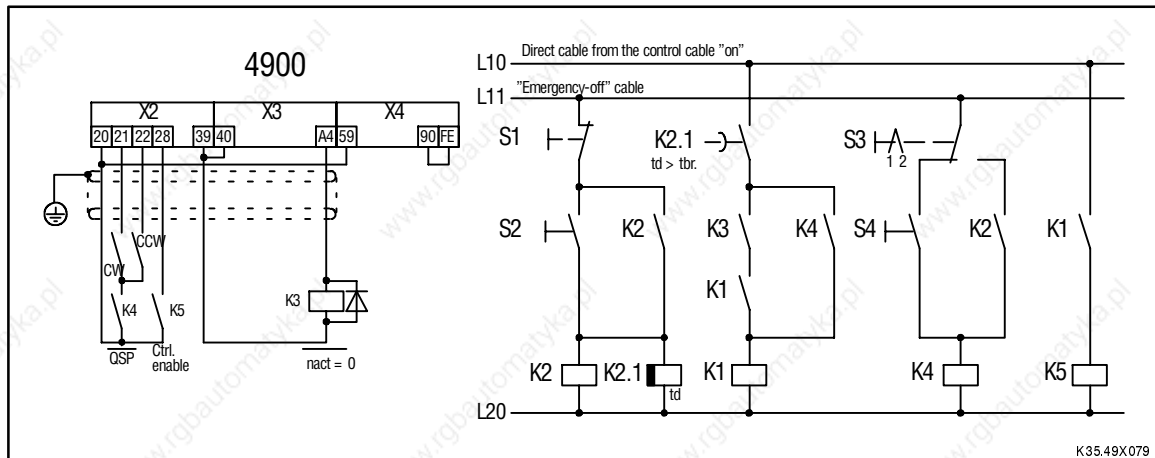 4900
X2 X3 X4
20 21 22 28 39 40 A4 59 90 FE
CW
CCW
K4
K5
QSP
Ctrl.
enable
K3
nact = 0
L10
Direct cable from the control cable "on"
L11
"Emergency-off" cable
S1
K2.1
td > tbr.
S3
1 2
S2
K2
K3
K4
S4
K2
K1
K1
K2
K2.1
td
K1
K4
K5
L20
K35.49X079
www.rgbautomatyka.pl